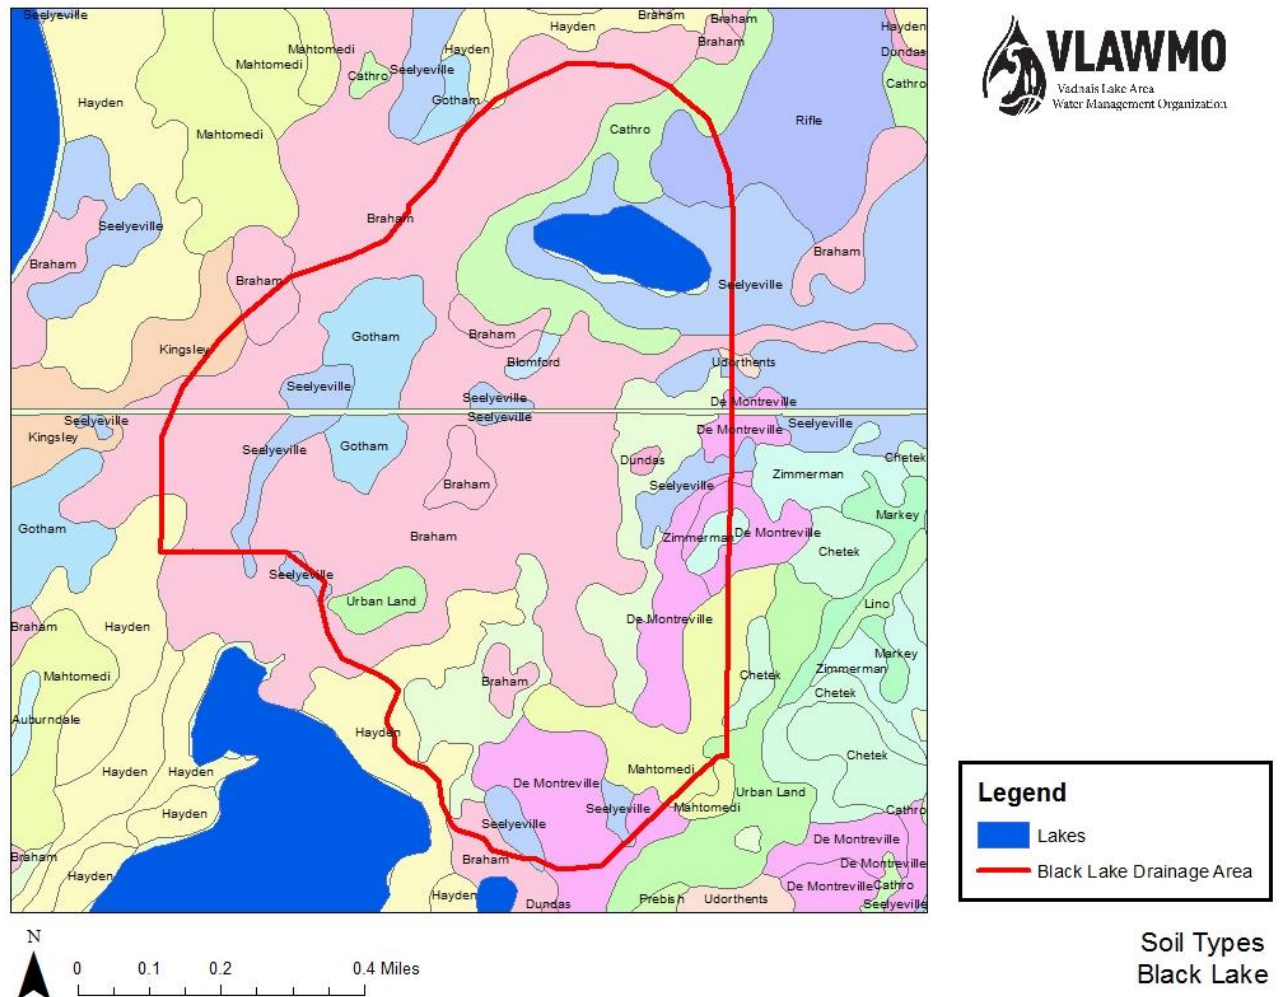 Seelyeville
Braham
Braham
Hayden
Hayden
Mahtomedi
Hayden
Braham
Dundas
Mahtomedi
Seelyeville
Cathro
Cathro
Hayden
Gotham
Rifle
Mahtomedi
Cathro
Braham
Seelyeville
Braham
Braham
Braham
Seelyeville
Gotham
Braham
Kingsley
Blomford
Udorthents
Seelyeville
Seelyeville
De Montreville
Seelyeville
Seelyeville
De Montreville
Seelyeville
Kingsley
Seelyeville
Gotham
Dundas
Chetek
Zimmerman
Braham
Seelyeville
Markey
Gotham
Braham
Zimmerman
De Montreville
Chetek
Seelyeville
Urban Land
Lino
Braham
Hayden
De Montreville
Markey
Mahtomedi
Braham
Chetek
Zimmerman
Chetek
Auburndale
Hayden
Chetek
Hayden
Hayden
De Montreville
Mahtomedi
Urban Land
Hayden
Seelyeville
Seelyeville
Mahtomedi
Cathro
De Montreville
Braham
Braham
De Montreville
Hayden
Hayden
Dundas
Prebish
Udorthents
De Montreville
Cathro
Seelyeville
VLAWMO
Vadnais Lake Area
Water Management Organization
Legend
Lakes
Black Lake Drainage Area
N
0 0.1 0.2 0.4 Miles
Soil Types
Black Lake